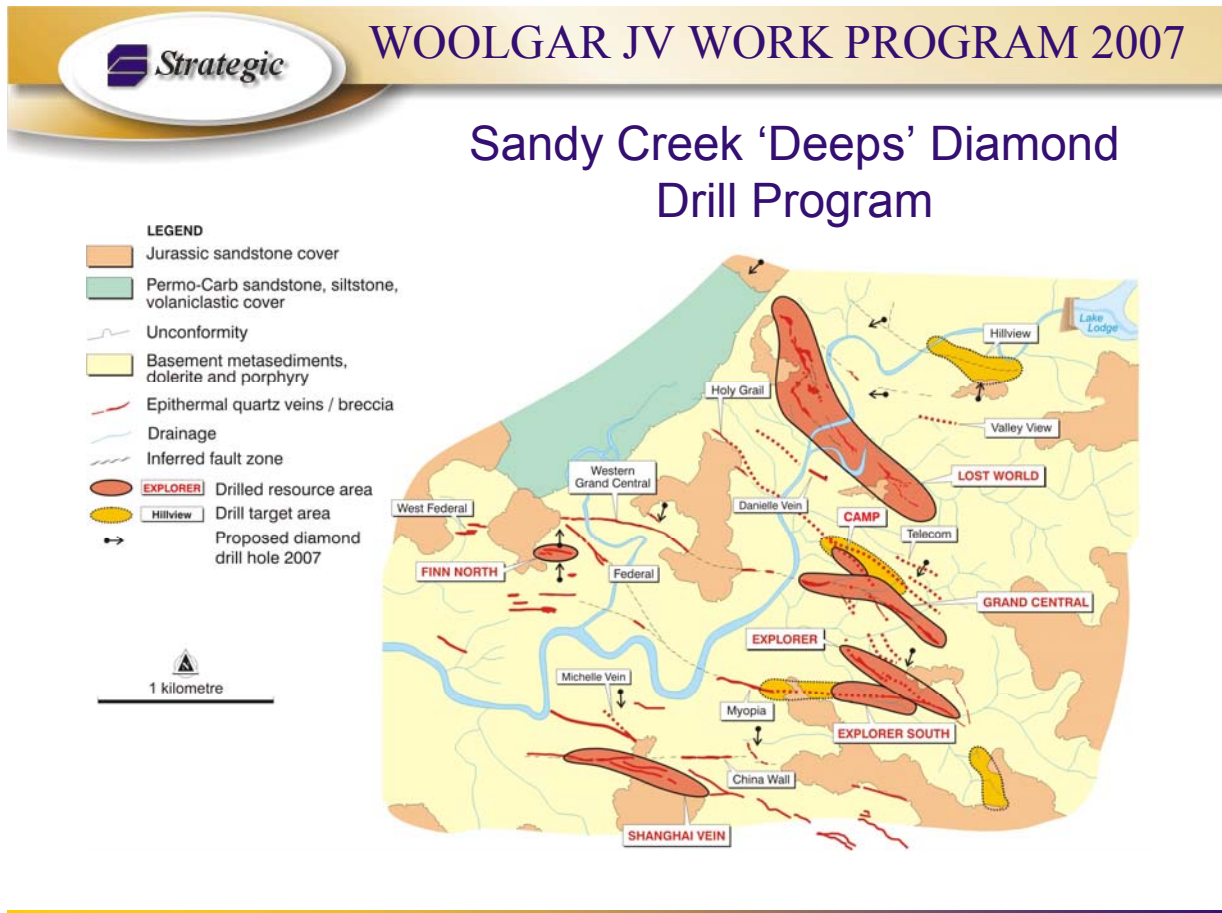 Strategic
WOOLGAR JV WORK PROGRAM 2007
Sandy Creek ‘Deeps’ Diamond
Drill Program
LEGEND
Jurassic sandstone cover
Permo-Carb sandstone, siltstone,
volaniclastic cover
Unconformity
Basement metasediments,
dolerite and porphyry
Epithermal quartz veins / breccia
Drainage
Inferred fault zone
EXPLORER Drilled resource area
Hillview Drill target area
Proposed diamond
drill hole 2007
1 kilometre
Lake
Lodge
Hillview
Holy Grail
Valley View
Western
Grand Central
LOST WORLD
West Federal
Danielle Vein
CAMP
Telecom
FINN NORTH
Federal
GRAND CENTRAL
EXPLORER
Michelle Vein
Myopia
EXPLORER SOUTH
China Wall
SHANGHAI VEIN